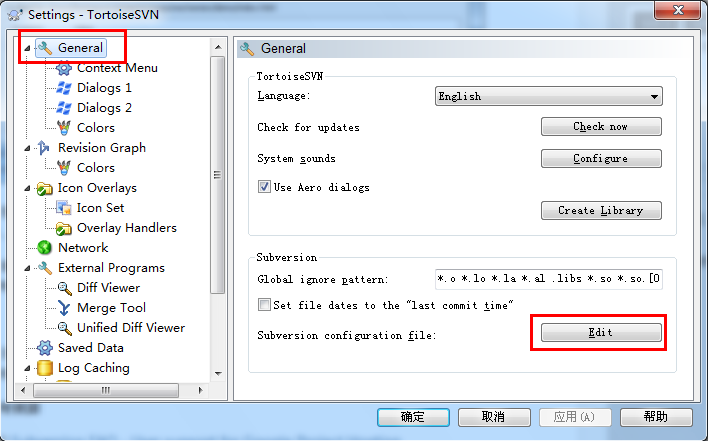 Settings - TortoiseSVN
General
Context Menu
Dialogs 1
Dialogs 2
Colors
Revision Graph
Colors
Icon Overlays
Icon Set
Overlay Handlers
Network
External Programs
Diff Viewer
Merge Tool
Unified Diff Viewer
Saved Data
Log Caching
General
TortoiseSVN
Language:
English
Check for updates
Check now
System sounds
Configure
Use Aero dialogs
Create Library
Subversion
Global ignore pattern:
*.o *.lo *.la *.al .libs *.so *.so.[0
Set file dates to the "last commit time"
Subversion configuration file:
Edit
确定
取消
应用(A)
帮助